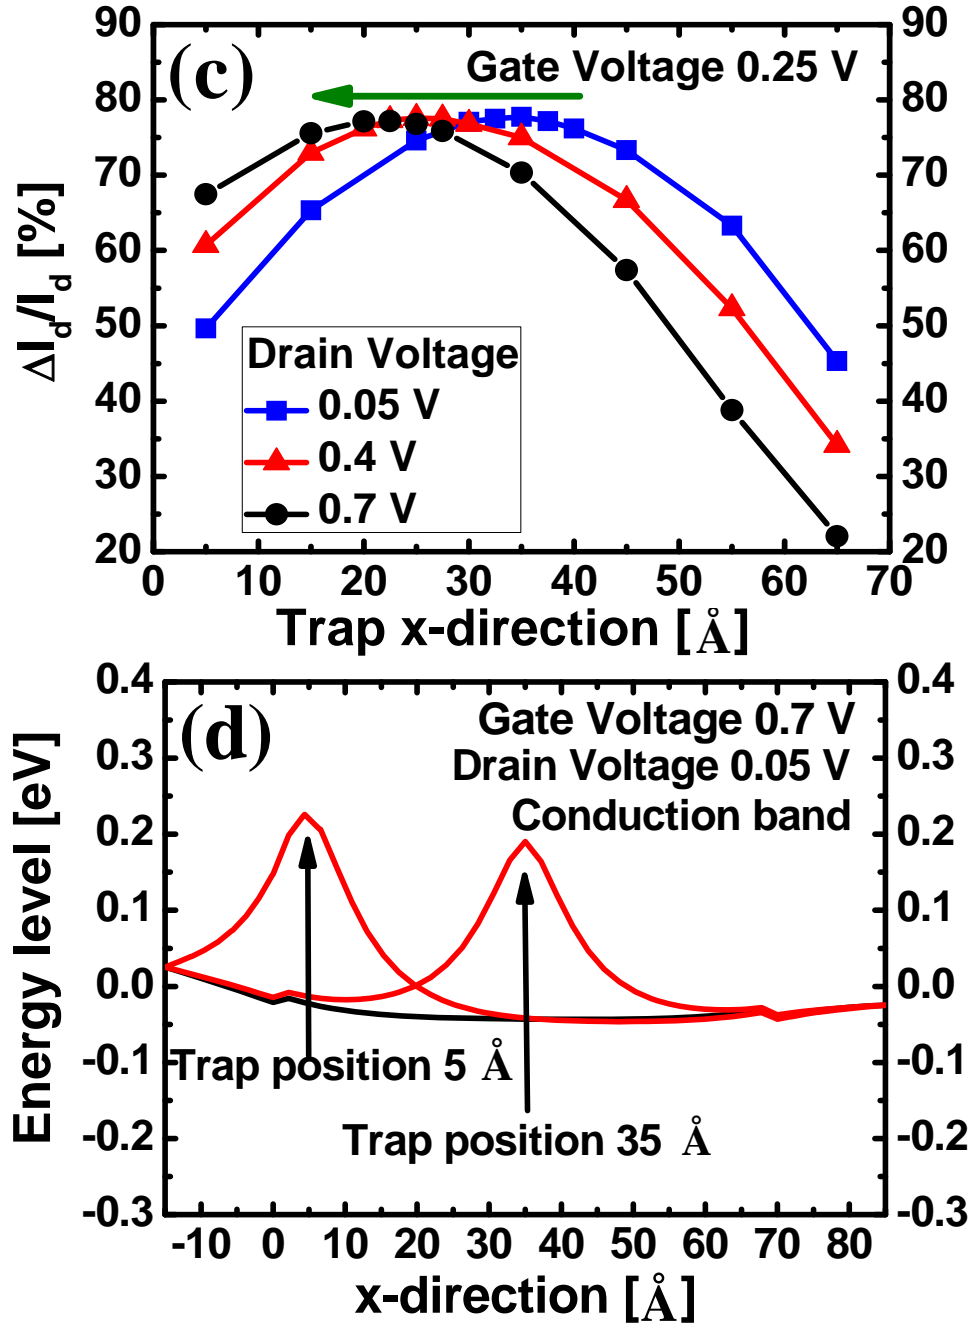 90
80
70
60
50
40
30
20
90
80
70
60
50
40
30
20
(c)
Gate Voltage 0.25 V
ΔI_d/I_d [%]
Drain Voltage
0.05 V
0.4 V
0.7 V
0 10 20 30 40 50 60 70
Trap x-direction [Å]
0.4
0.3
0.2
0.1
0.0
-0.1
-0.2
-0.3
0.4
0.3
0.2
0.1
0.0
-0.1
-0.2
-0.3
(d)
Gate Voltage 0.7 V
Drain Voltage 0.05 V
Conduction band
Energy level [eV]
Trap position 5 Å
Trap position 35 Å
-10 0 10 20 30 40 50 60 70 80
x-direction [Å]